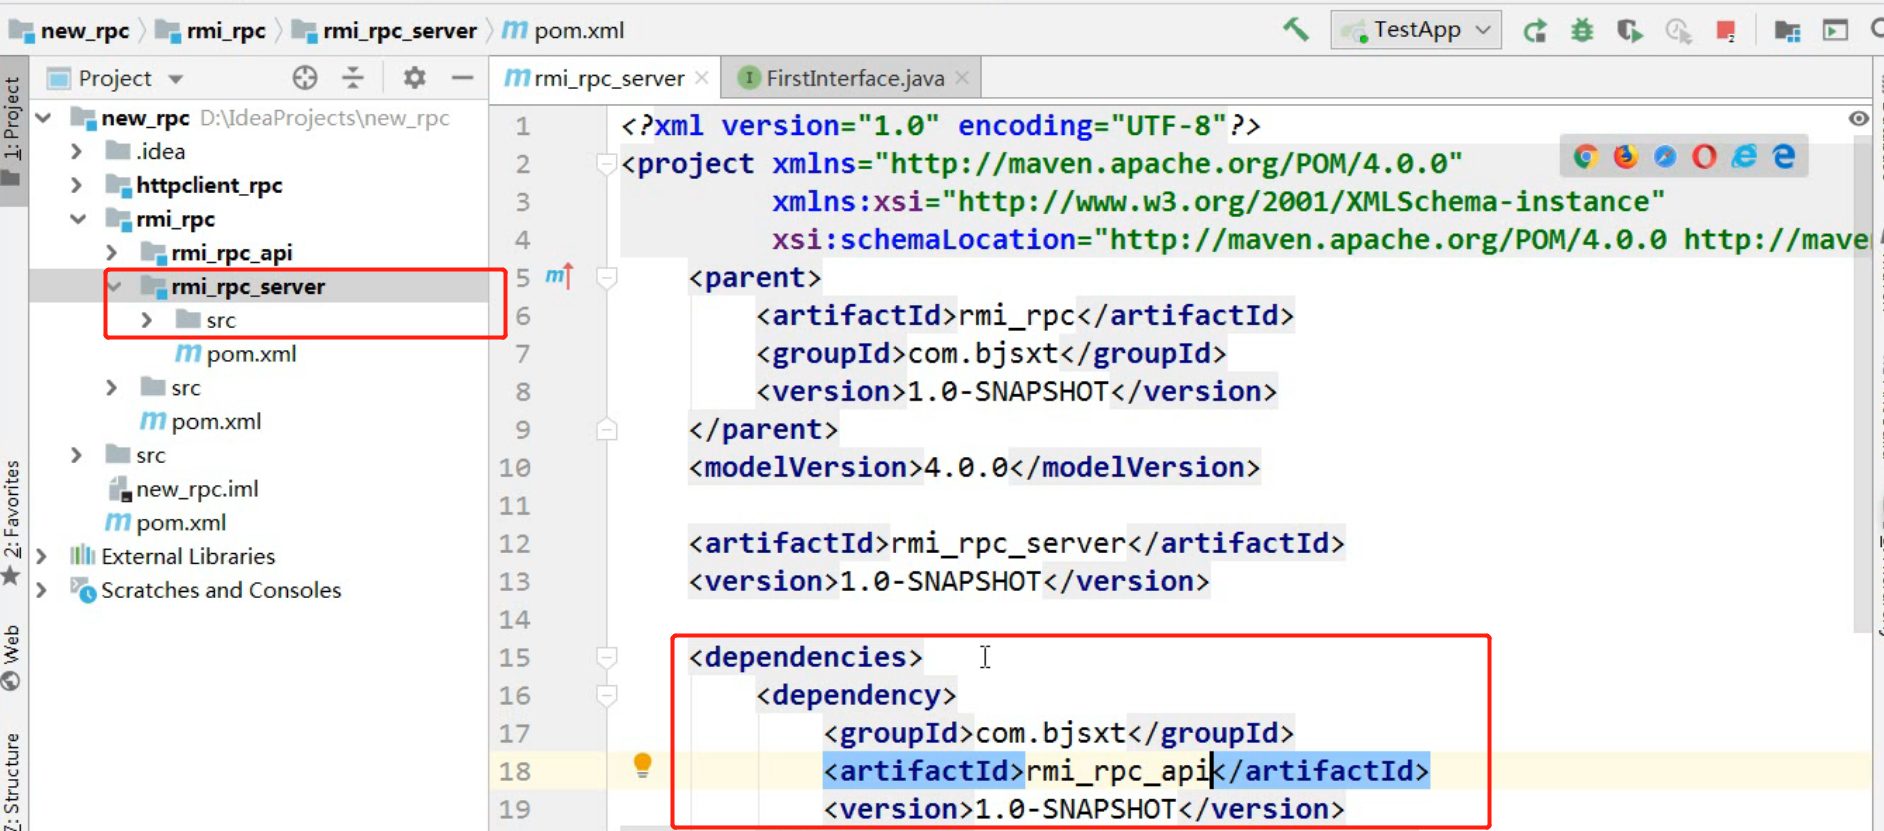 new_rpc rmi_rpc rmi_rpc_server m pom.xml TestApp
1: Project
Project
new_rpc D:\IdeaProjects\new_rpc
.idea
httpclient_rpc
rmi_rpc
rmi_rpc_api
rmi_rpc_server
src
m pom.xml
src
m pom.xml
src
new_rpc.iml
m pom.xml
External Libraries
Scratches and Consoles
2: Favorites
Web
7: Structure
m rmi_rpc_server I FirstInterface.java
1 <?xml version="1.0" encoding="UTF-8"?>
2 <project xmlns="http://maven.apache.org/POM/4.0.0"
3 xmlns:xsi="http://www.w3.org/2001/XMLSchema-instance"
4 xsi:schemaLocation="http://maven.apache.org/POM/4.0.0 http://mave
5 m <parent>
6 <artifactId>rmi_rpc</artifactId>
7 <groupId>com.bjsxt</groupId>
8 <version>1.0-SNAPSHOT</version>
9 </parent>
10 <modelVersion>4.0.0</modelVersion>
11
12 <artifactId>rmi_rpc_server</artifactId>
13 <version>1.0-SNAPSHOT</version>
14
15 <dependencies>
16 <dependency>
17 <groupId>com.bjsxt</groupId>
18 <artifactId>rmi_rpc_api</artifactId>
19 <version>1.0-SNAPSHOT</version>